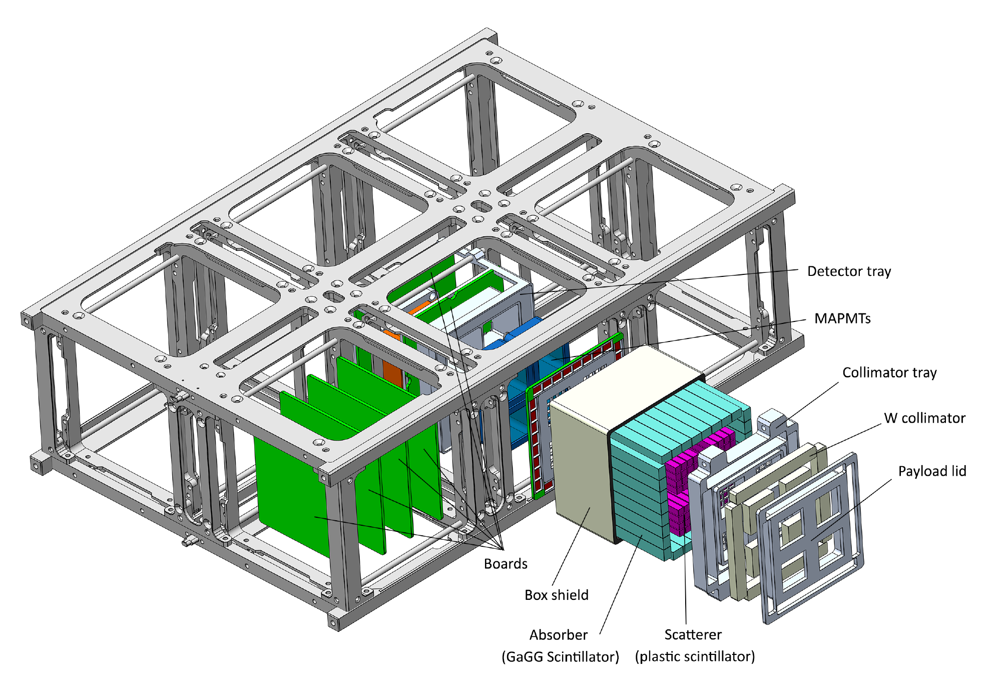 Detector tray
MAPMTs
Collimator tray
W collimator
Payload lid
Boards
Box shield
Absorber
(GaGG Scintillator)
Scatterer
(plastic scintillator)